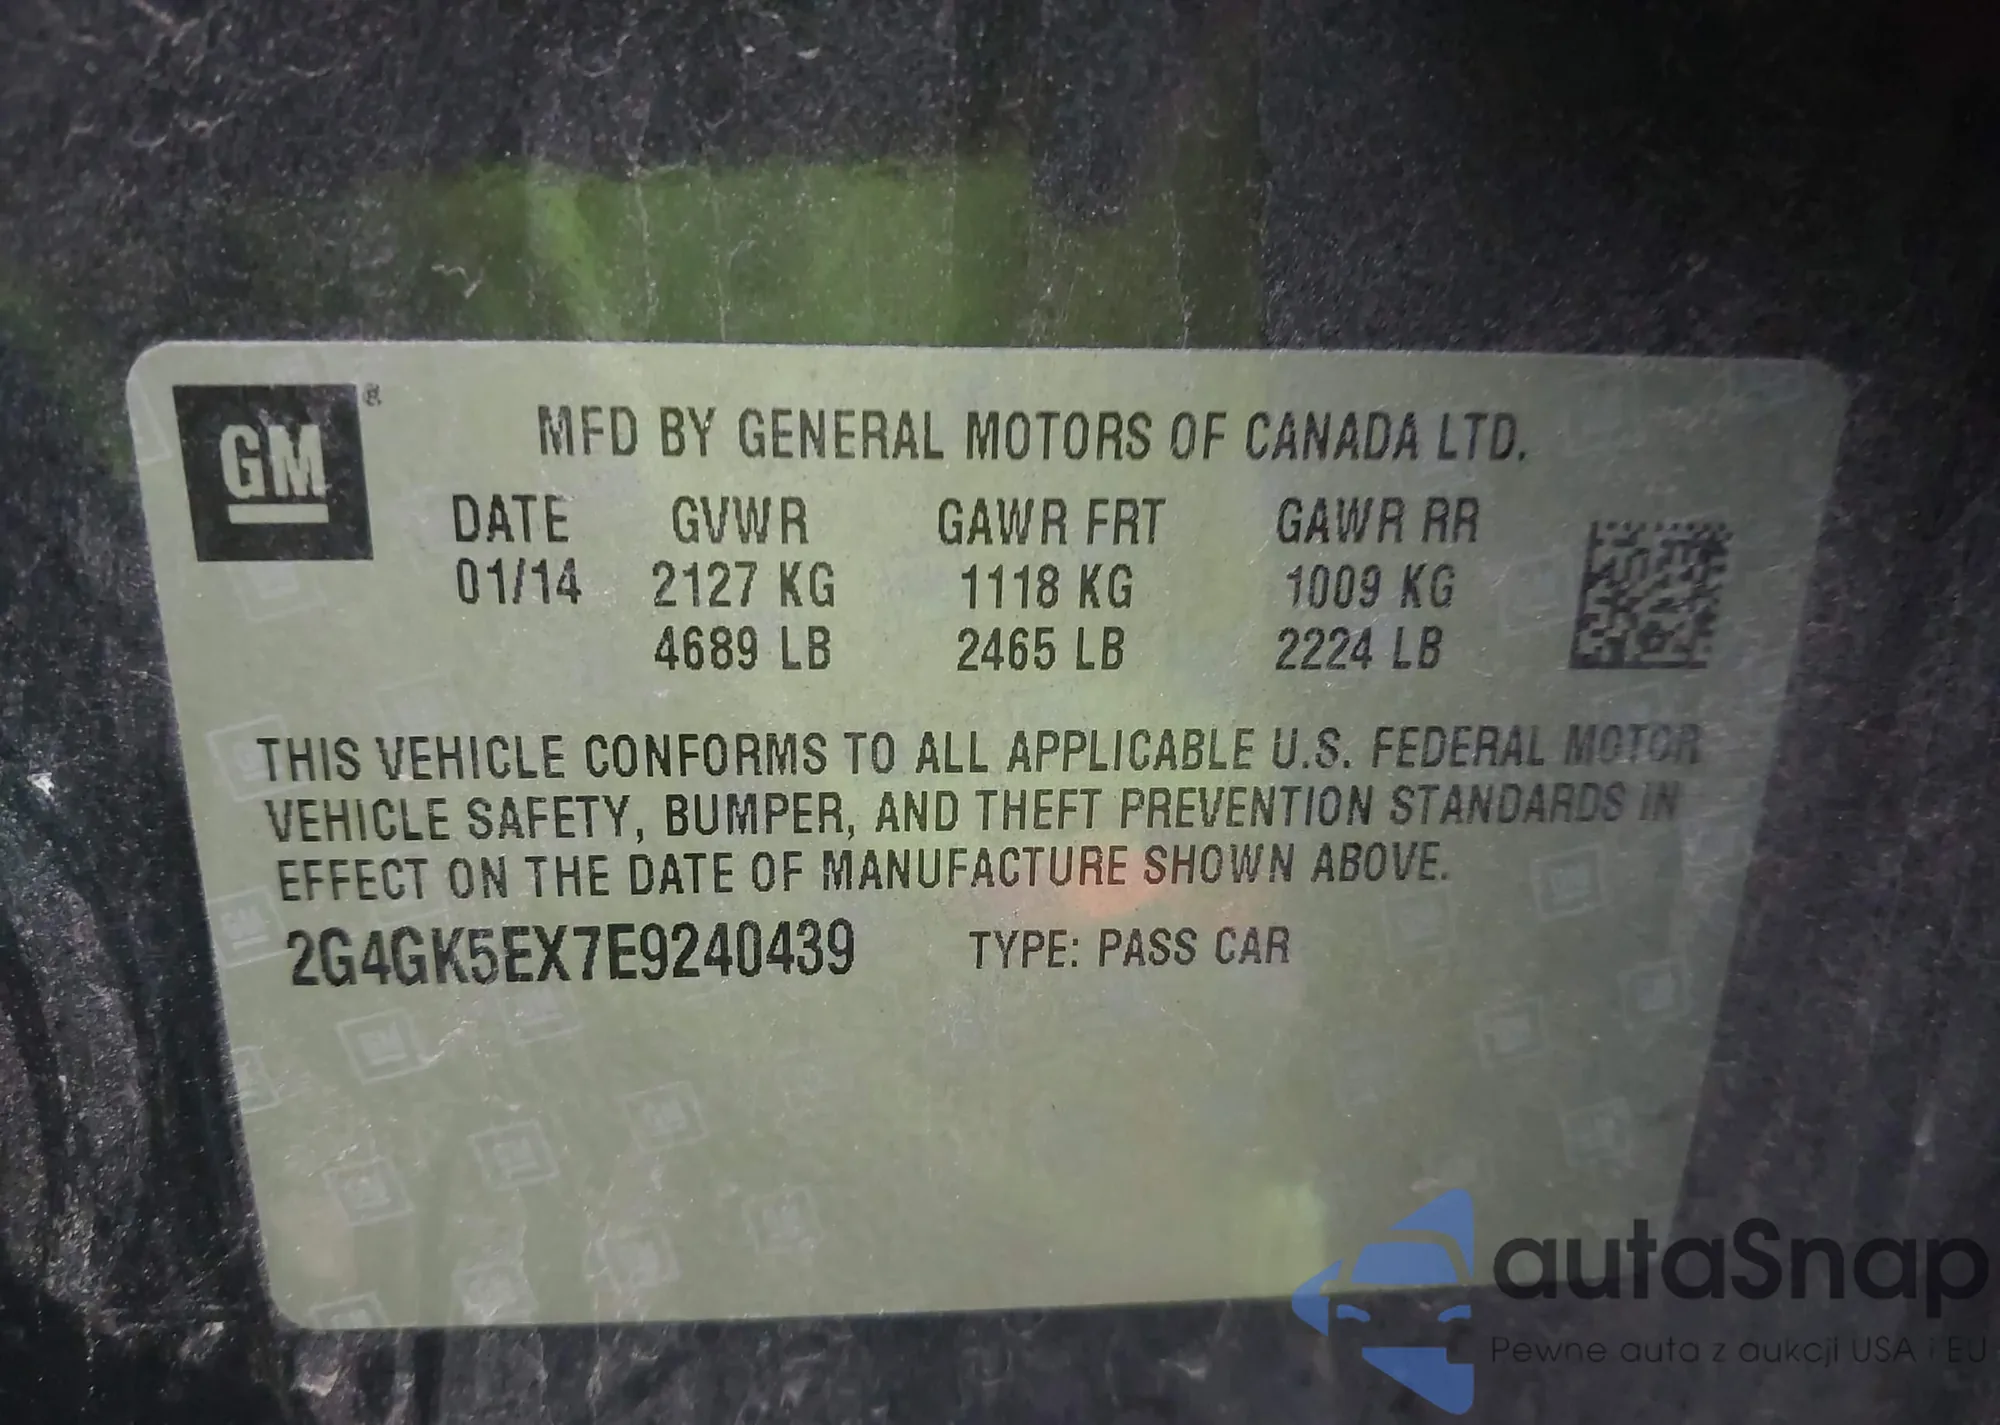 GM ®
MFD BY GENERAL MOTORS OF CANADA LTD.
DATE GVWR GAWR FRT GAWR RR
01/14 2127 KG 1118 KG 1009 KG
4689 LB 2465 LB 2224 LB
THIS VEHICLE CONFORMS TO ALL APPLICABLE U.S. FEDERAL MOTOR
VEHICLE SAFETY, BUMPER, AND THEFT PREVENTION STANDARDS IN
EFFECT ON THE DATE OF MANUFACTURE SHOWN ABOVE.
2G4GK5EX7E9240439 TYPE: PASS CAR
autaSnap
Pewne auta z aukcji USA i EU